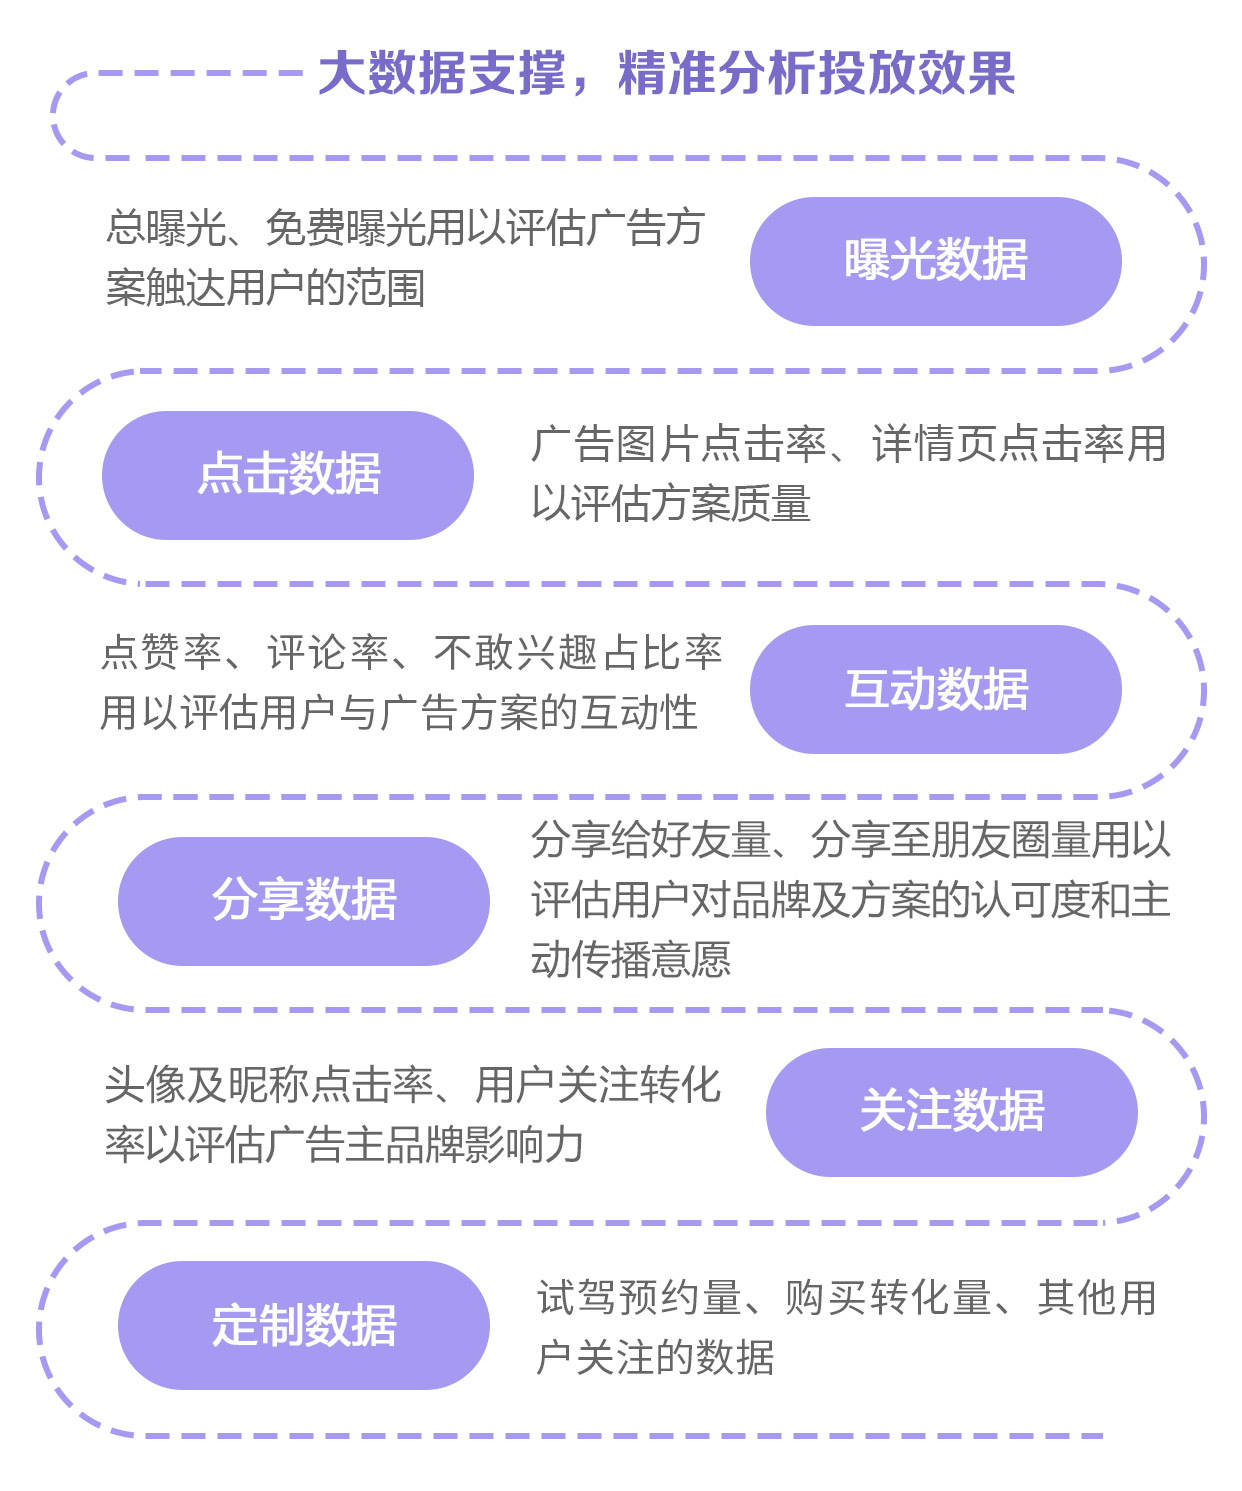 大数据支撑，精准分析投放效果
总曝光、免费曝光用以评估广告方
案触达用户的范围
曝光数据
点击数据
广告图片点击率、详情页点击率用
以评估方案质量
点赞率、评论率、不敢兴趣占比率
用以评估用户与广告方案的互动性
互动数据
分享数据
分享给好友量、分享至朋友圈量用以
评估用户对品牌及方案的认可度和主
动传播意愿
头像及昵称点击率、用户关注转化
率以评估广告主品牌影响力
关注数据
定制数据
试驾预约量、购买转化量、其他用
户关注的数据